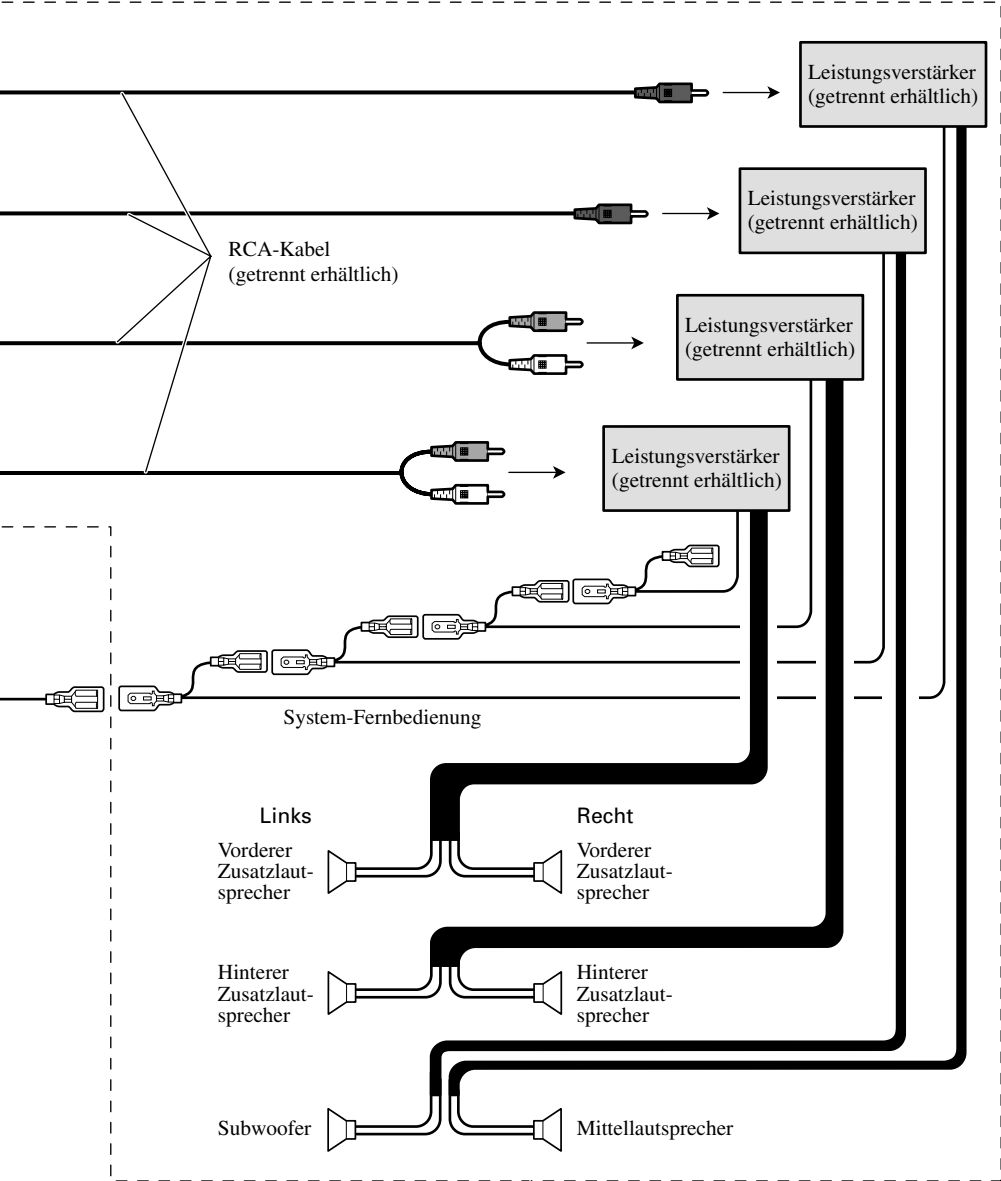 Leistungsverstärker
(getrennt erhältlich)
Leistungsverstärker
(getrennt erhältlich)
RCA-Kabel
(getrennt erhältlich)
Leistungsverstärker
(getrennt erhältlich)
Leistungsverstärker
(getrennt erhältlich)
System-Fernbedienung
Links
Recht
Vorderer
Zusatzlaut-
sprecher
Vorderer
Zusatzlaut-
sprecher
Hinterer
Zusatzlaut-
sprecher
Hinterer
Zusatzlaut-
sprecher
Subwoofer
Mittellautsprecher